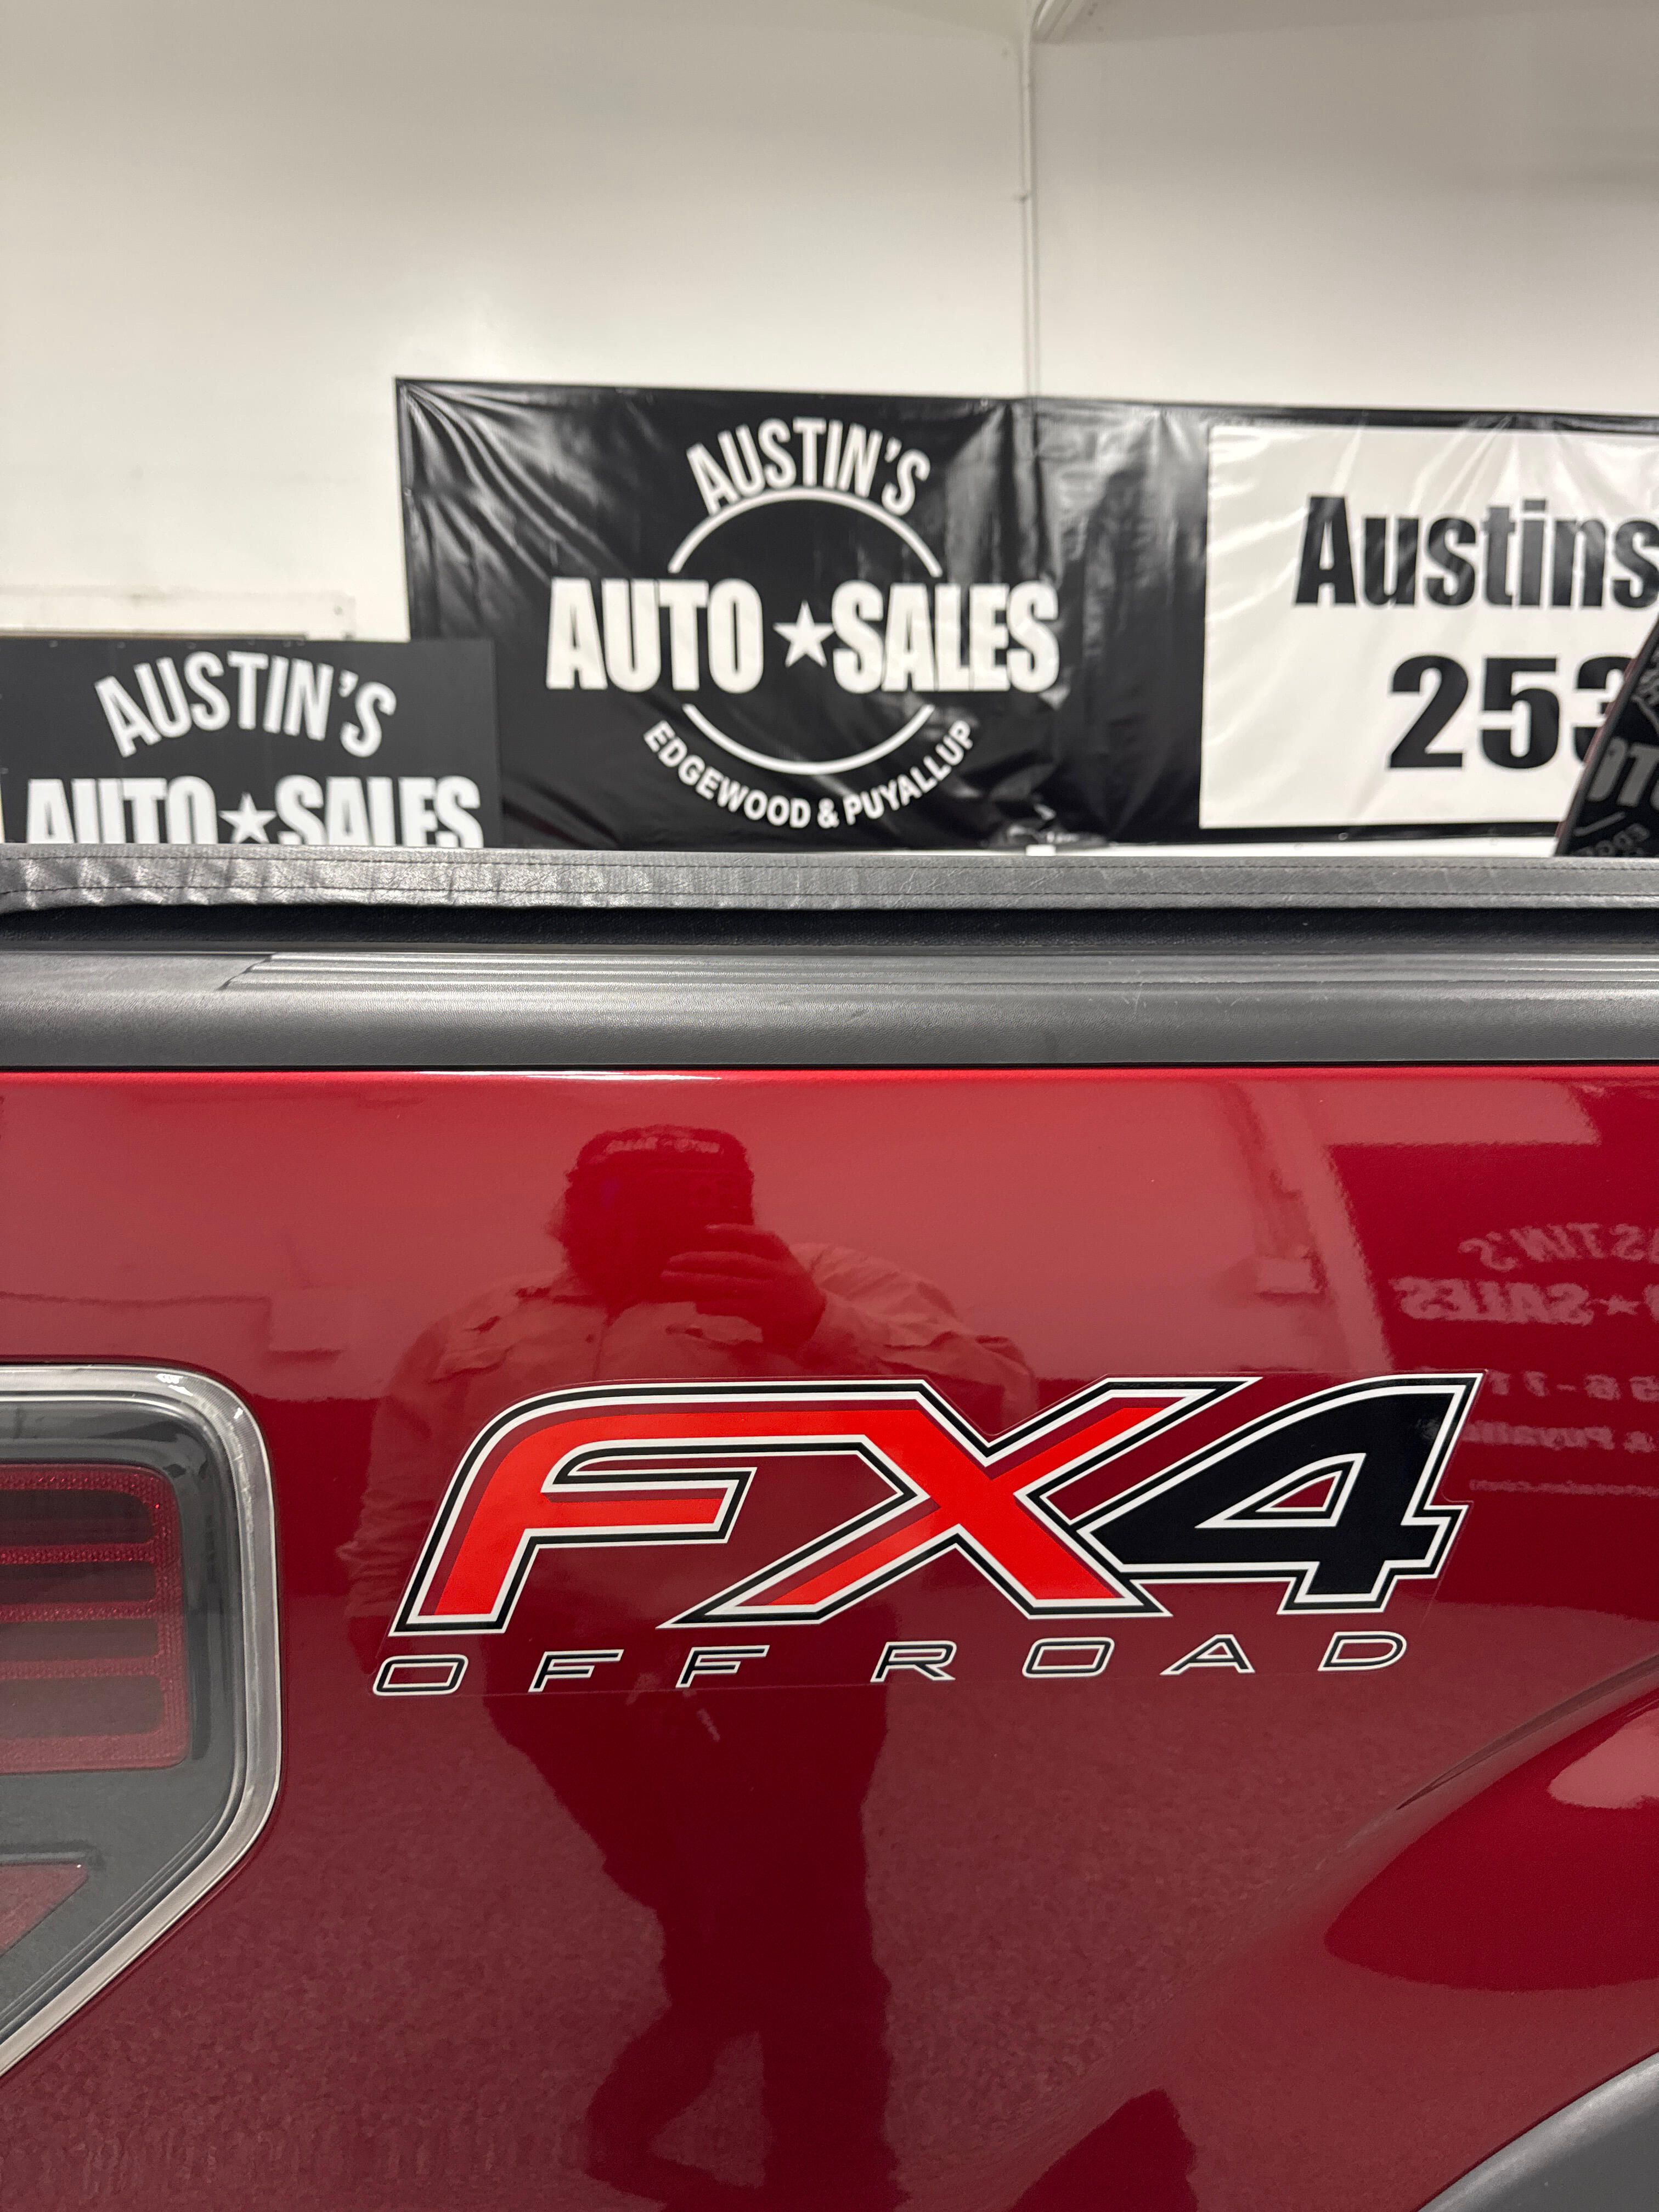 AUSTIN'S
AUTO ★ SALES
EDGEWOOD & PUYALLUP
Austins
253
AUSTIN'S
AUTO ★ SALES
FX4
OFF ROAD